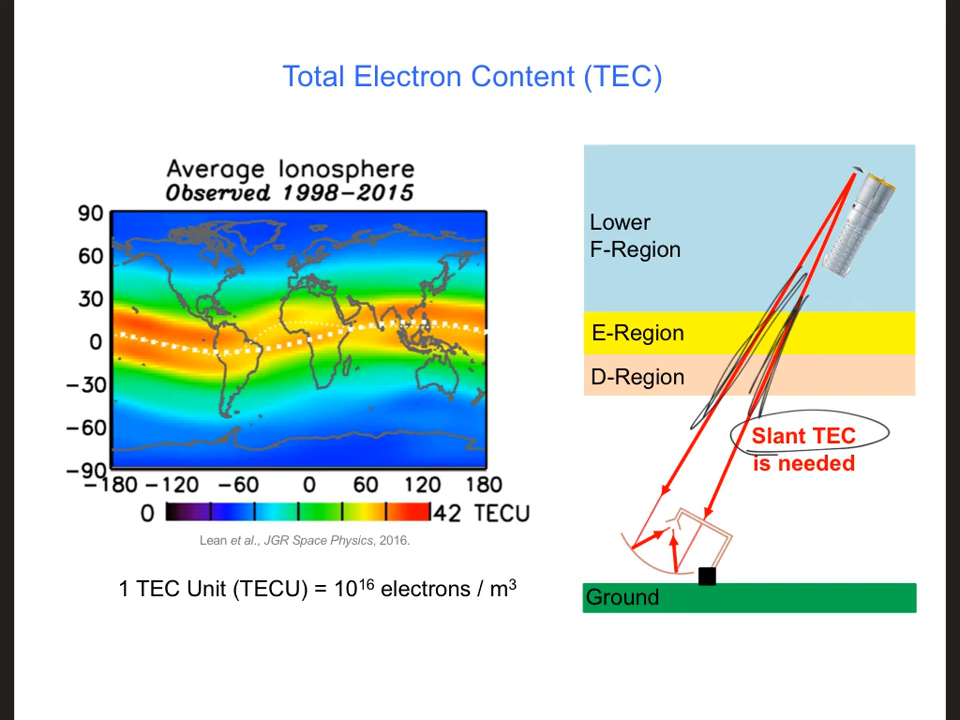 Total Electron Content (TEC)
Average Ionosphere
Observed 1998-2015
90
60
30
0
-30
-60
-90
-180 -120 -60 0 60 120 180
0 42 TECU
Lean et al., JGR Space Physics, 2016.
1 TEC Unit (TECU) = 10¹⁶ electrons / m³
Lower
F-Region
E-Region
D-Region
Slant TEC
is needed
Ground